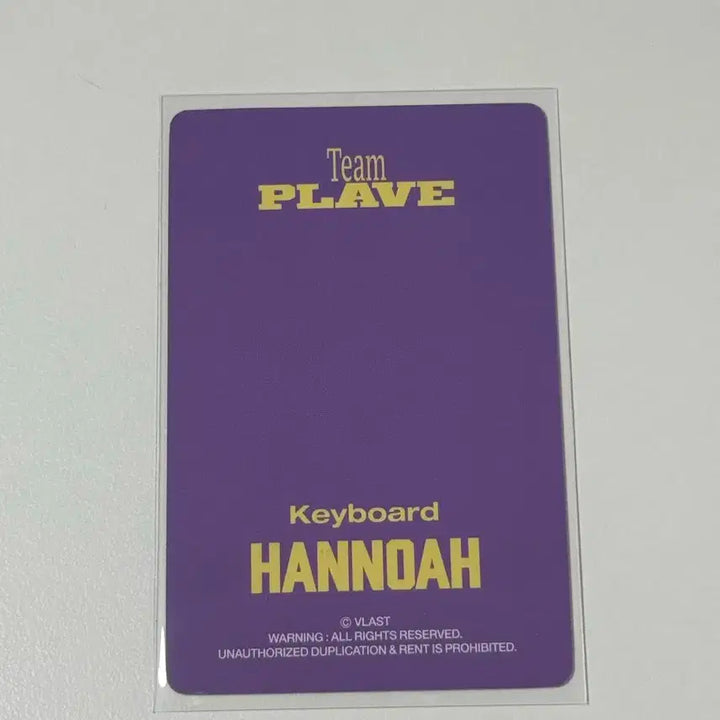 Team
PLAVE
Keyboard
HANNOAH
© VLAST
WARNING : ALL RIGHTS RESERVED.
UNAUTHORIZED DUPLICATION & RENT IS PROHIBITED.